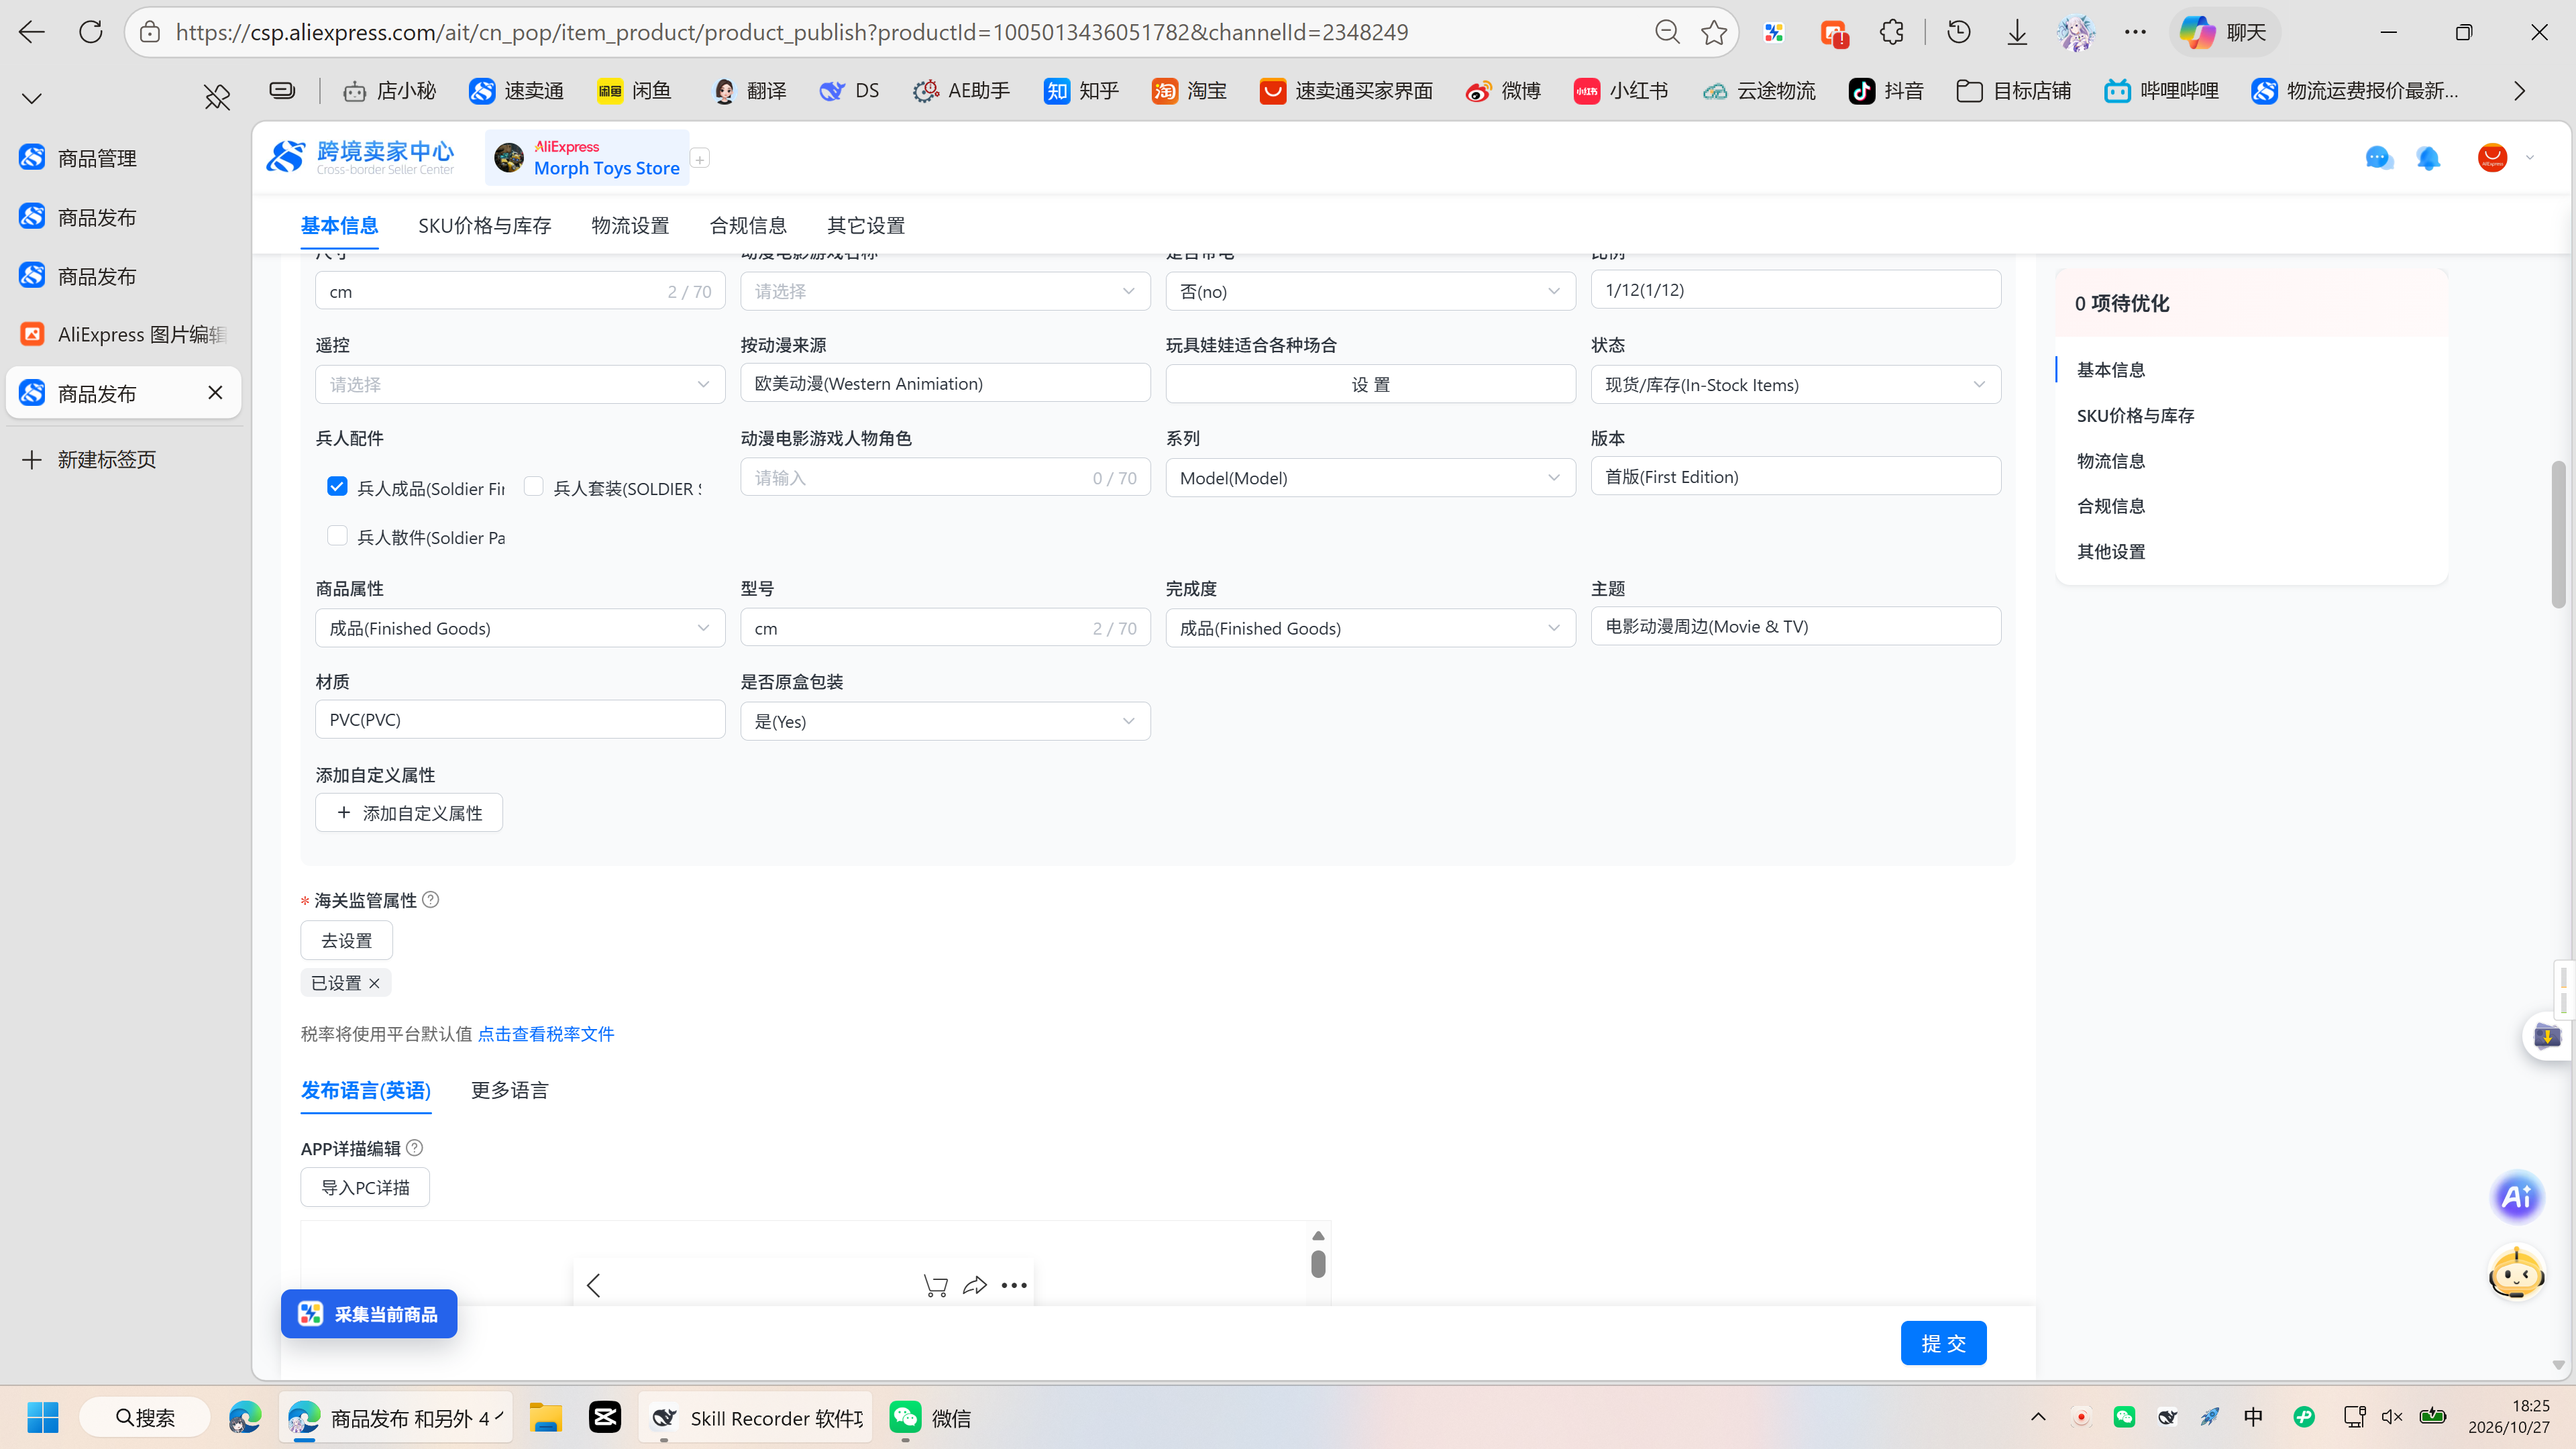 https://csp.aliexpress.com/ait/cn_pop/item_product/product_publish?productId=1005013436051782&channelId=2348249
聊天
店小秘 速卖通 闲鱼 翻译 DS AE助手 知乎 淘宝 速卖通买家界面 微博 小红书 云途物流 抖音 目标店铺 哔哩哔哩 物流运费报价最新...
商品管理
商品发布
商品发布
AliExpress 图片编辑
商品发布
新建标签页
跨境卖家中心
Cross-border Seller Center
AliExpress
Morph Toys Store
基本信息 SKU价格与库存 物流设置 合规信息 其它设置
尺寸 动漫电影游戏名称 是否带电 比例
cm 2 / 70 请选择 否(no) 1/12(1/12)
遥控 按动漫来源 玩具娃娃适合各种场合 状态
请选择 欧美动漫(Western Animiation) 设 置 现货/库存(In-Stock Items)
兵人配件 动漫电影游戏人物角色 系列 版本
兵人成品(Soldier Fir 兵人套装(SOLDIER S 请输入 0 / 70 Model(Model) 首版(First Edition)
兵人散件(Soldier Pa
商品属性 型号 完成度 主题
成品(Finished Goods) cm 2 / 70 成品(Finished Goods) 电影动漫周边(Movie & TV)
材质 是否原盒包装
PVC(PVC) 是(Yes)
添加自定义属性
+ 添加自定义属性
* 海关监管属性
去设置
已设置
税率将使用平台默认值 点击查看税率文件
发布语言(英语) 更多语言
APP详描编辑
导入PC详描
采集当前商品
提 交
0 项待优化
基本信息
SKU价格与库存
物流信息
合规信息
其他设置
Ai
搜索 商品发布 和另外 4 个 Skill Recorder 软件项 微信 中
18:25
2026/10/27